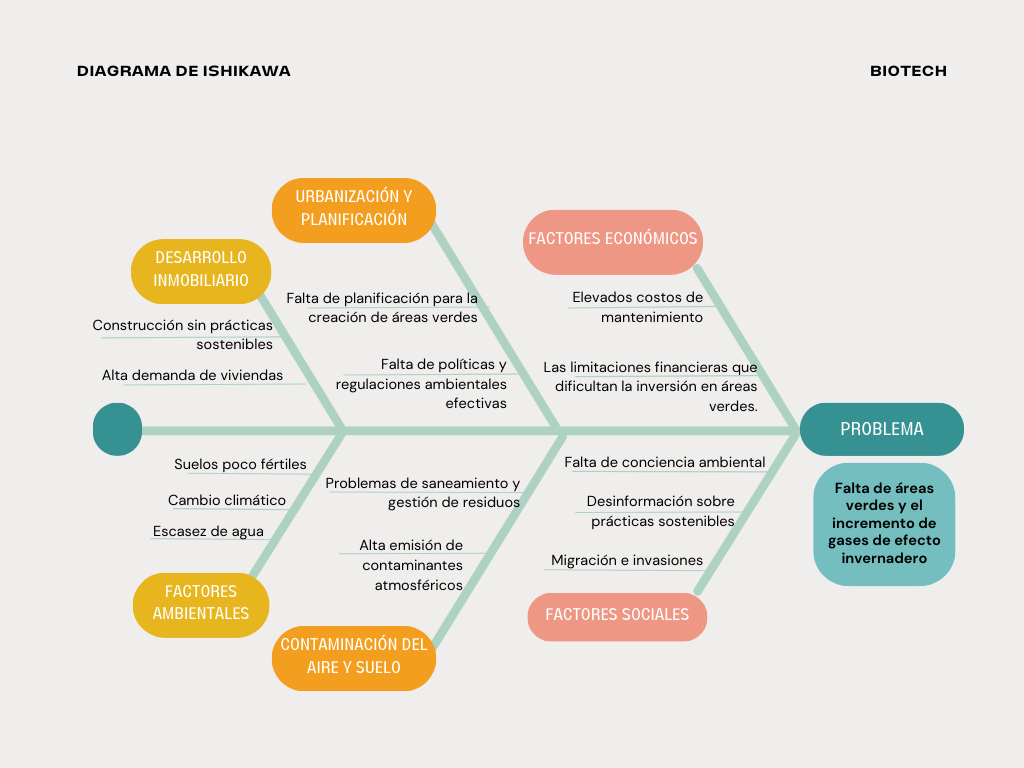 DIAGRAMA DE ISHIKAWA
BIOTECH
URBANIZACIÓN Y
PLANIFICACIÓN
FACTORES ECONÓMICOS
DESARROLLO
INMOBILIARIO
Falta de planificación para la
creación de áreas verdes
Elevados costos de
mantenimiento
Construcción sin prácticas
sostenibles
Alta demanda de viviendas
Falta de políticas y
regulaciones ambientales
efectivas
Las limitaciones financieras que
dificultan la inversión en áreas
verdes.
PROBLEMA
Falta de áreas
verdes y el
incremento de
gases de efecto
invernadero
Suelos poco fértiles
Cambio climático
Escasez de agua
Problemas de saneamiento y
gestión de residuos
Alta emisión de
contaminantes
atmosféricos
Falta de conciencia ambiental
Desinformación sobre
prácticas sostenibles
Migración e invasiones
FACTORES
AMBIENTALES
CONTAMINACIÓN DEL
AIRE Y SUELO
FACTORES SOCIALES